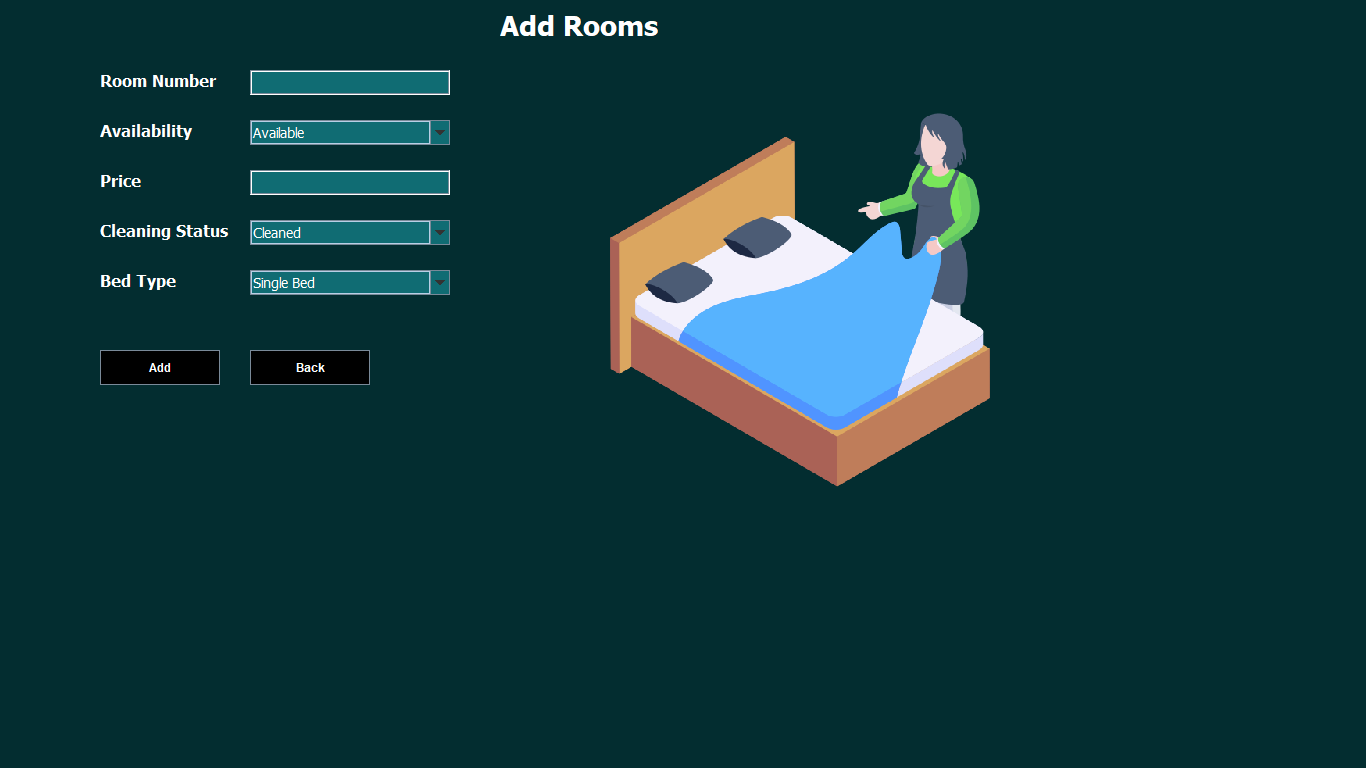 Add Rooms
Room Number
Availability Available
Price
Cleaning Status Cleaned
Bed Type Single Bed
Add Back